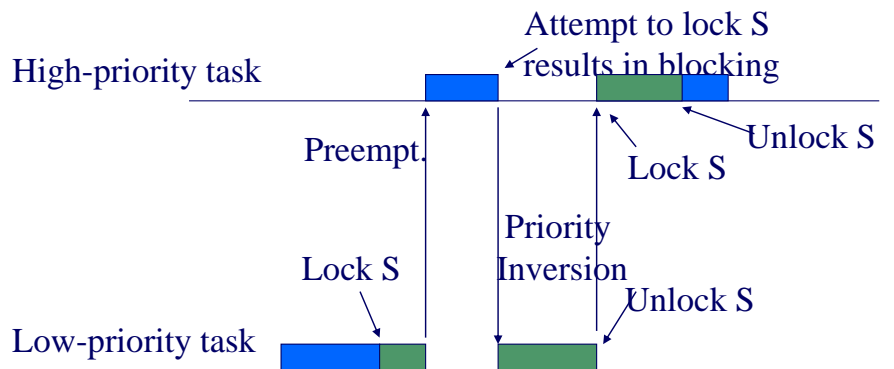 Attempt to lock S
results in blocking
High-priority task
Unlock S
Lock S
Preempt.
Priority
Inversion
Lock S
Unlock S
Low-priority task